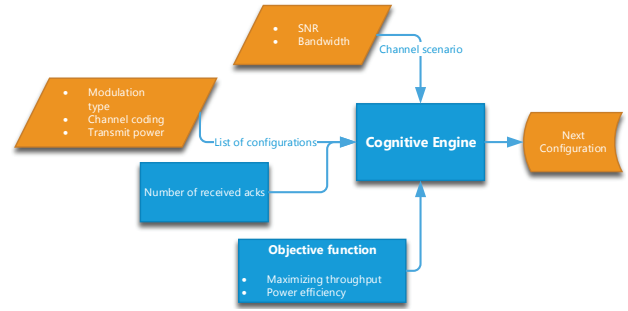 • SNR
• Bandwidth
Channel scenario
• Modulation
type
• Channel coding
• Transmit power
List of configurations
Cognitive Engine
Next
Configuration
Number of received acks
Objective function
• Maximizing throughput
• Power efficiency